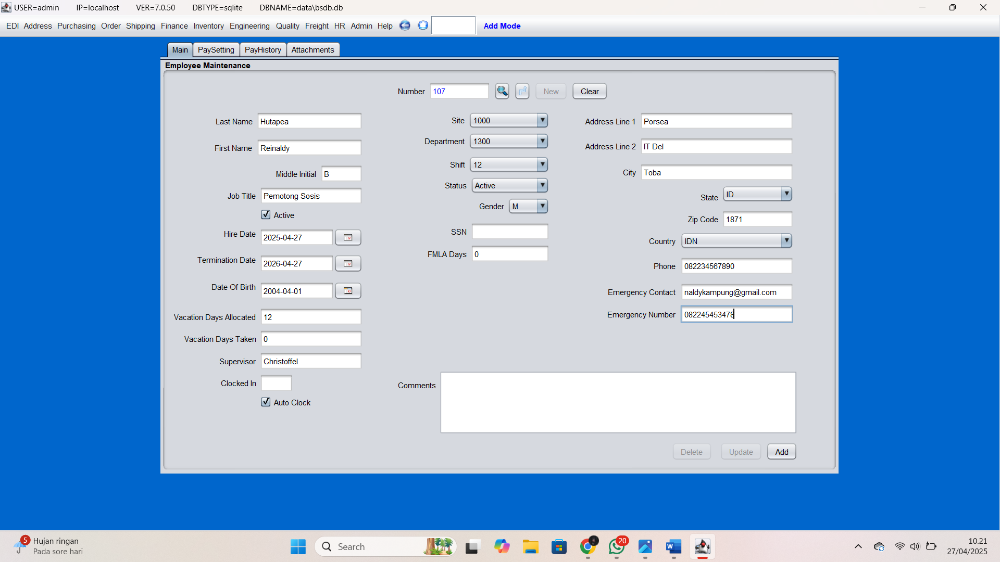 USER=admin IP=localhost VER=7.0.50 DBTYPE=sqlite DBNAME=data\bsdb.db
EDI Address Purchasing Order Shipping Finance Inventory Engineering Quality Freight HR Admin Help Add Mode
Main PaySetting PayHistory Attachments
Employee Maintenance
Number 107 New Clear
Last Name Hutapea
First Name Reinaldy
Middle Initial B
Job Title Pemotong Sosis
Active
Hire Date 2025-04-27
Termination Date 2026-04-27
Date Of Birth 2004-04-01
Vacation Days Allocated 12
Vacation Days Taken 0
Supervisor Christoffel
Clocked In
Auto Clock
Site 1000
Department 1300
Shift 12
Status Active
Gender M
SSN
FMLA Days 0
Address Line 1 Porsea
Address Line 2 IT Del
City Toba
State ID
Zip Code 1871
Country IDN
Phone 082234567890
Emergency Contact naldykampung@gmail.com
Emergency Number 082245453478
Comments
Delete Update Add
5 Hujan ringan
Pada sore hari
Search
4
20
W
10.21
27/04/2025